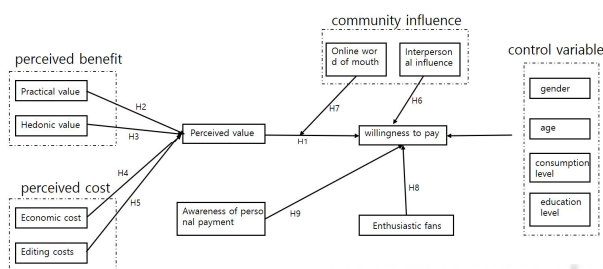 community influence
perceived benefit
control variable
Online wor
d of mouth
Interperson
al influence
Practical value
H2
Hedonic value
H3
H7
H6
gender
Perceived value
H1
willingness to pay
age
H4
consumption
level
perceived cost
H5
H8
education
level
Economic cost
Awareness of perso
nal payment
H9
Enthusiastic fans
Editing costs